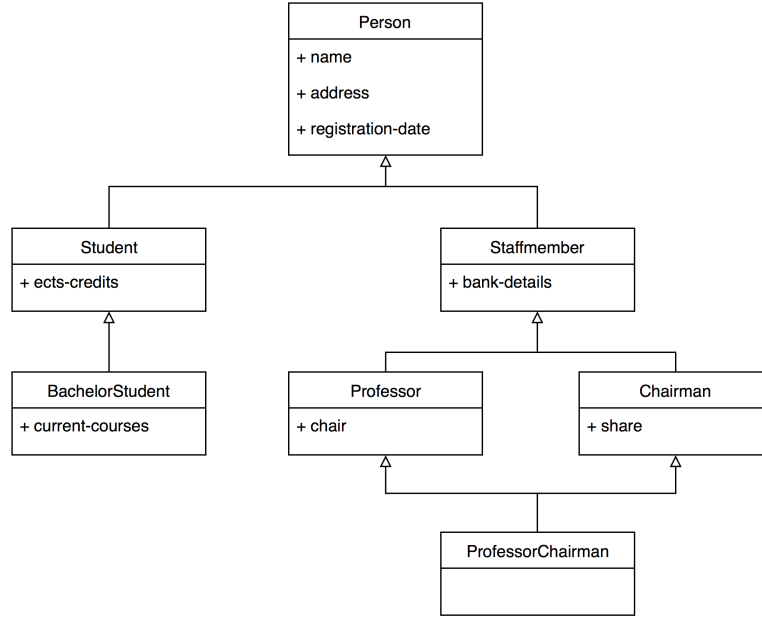 Person
+ name
+ address
+ registration-date
Student
+ ects-credits
Staffmember
+ bank-details
BachelorStudent
+ current-courses
Professor
+ chair
Chairman
+ share
ProfessorChairman